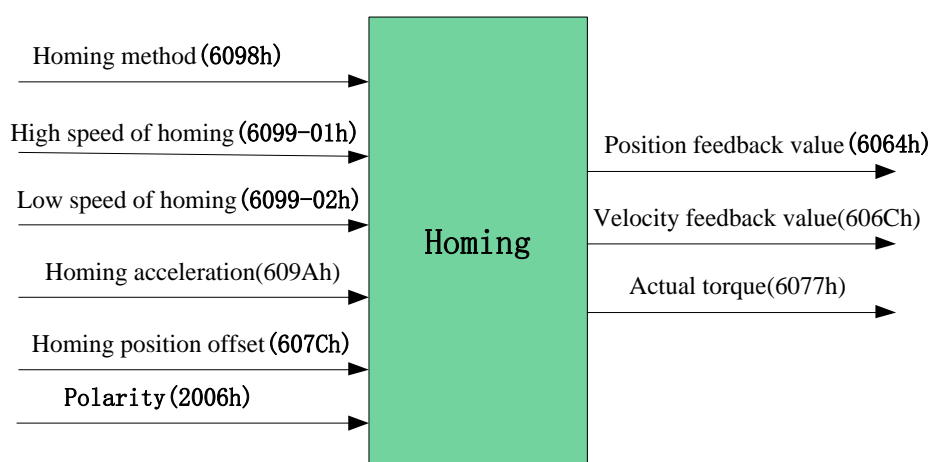 Homing method(6098h)
High speed of homing(6099-01h)
Low speed of homing(6099-02h)
Homing acceleration(609Ah)
Homing position offset(607Ch)
Polarity(2006h)
Homing
Position feedback value(6064h)
Velocity feedback value(606Ch)
Actual torque(6077h)